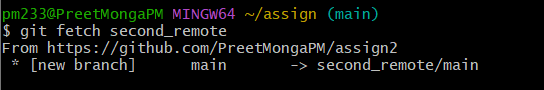 pm233@PreetMongaPM MINGW64 ~/assign (main)
$ git fetch second_remote
From https://github.com/PreetMongaPM/assign2
 * [new branch]      main       -> second_remote/main